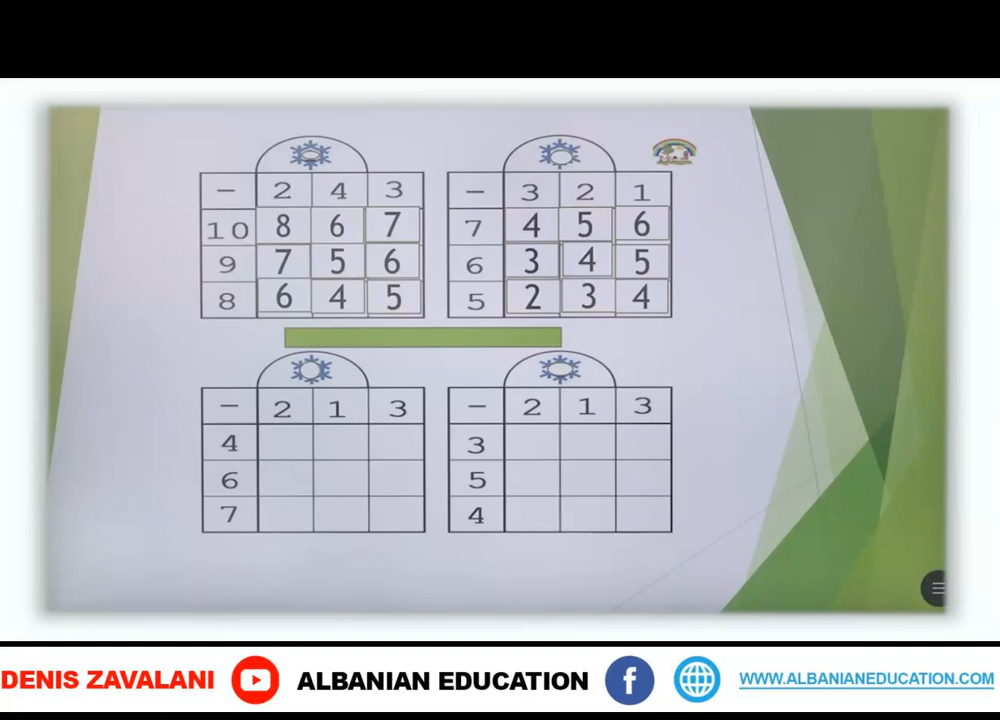 − 2 4 3
10 8 6 7
9 7 5 6
8 6 4 5
− 3 2 1
7 4 5 6
6 3 4 5
5 2 3 4
− 2 1 3
4
6
7
− 2 1 3
3
5
4
DENIS ZAVALANI ALBANIAN EDUCATION f WWW.ALBANIANEDUCATION.COM